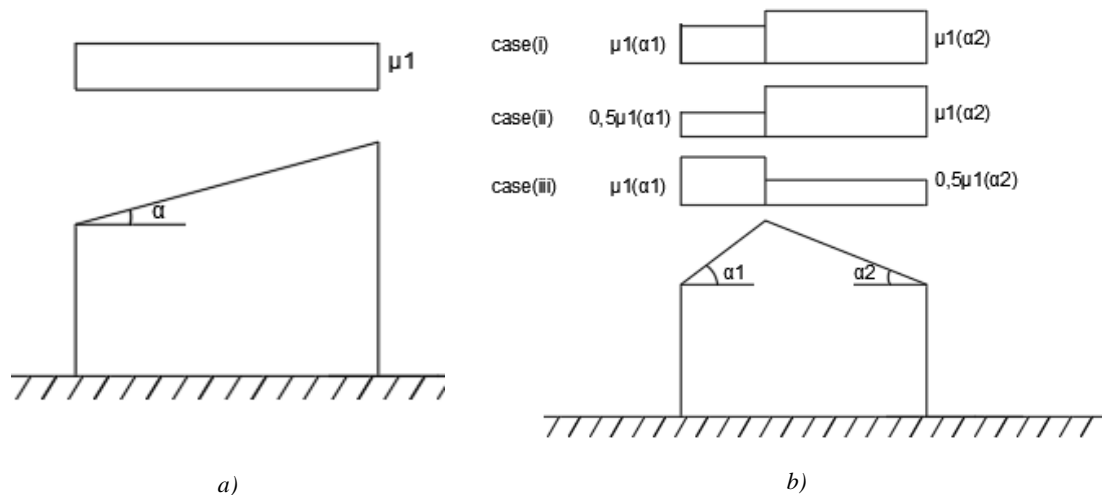 µ1
α
a)
case(i) µ1(α1) µ1(α2)
case(ii) 0,5µ1(α1) µ1(α2)
case(iii) µ1(α1) 0,5µ1(α2)
α1 α2
b)